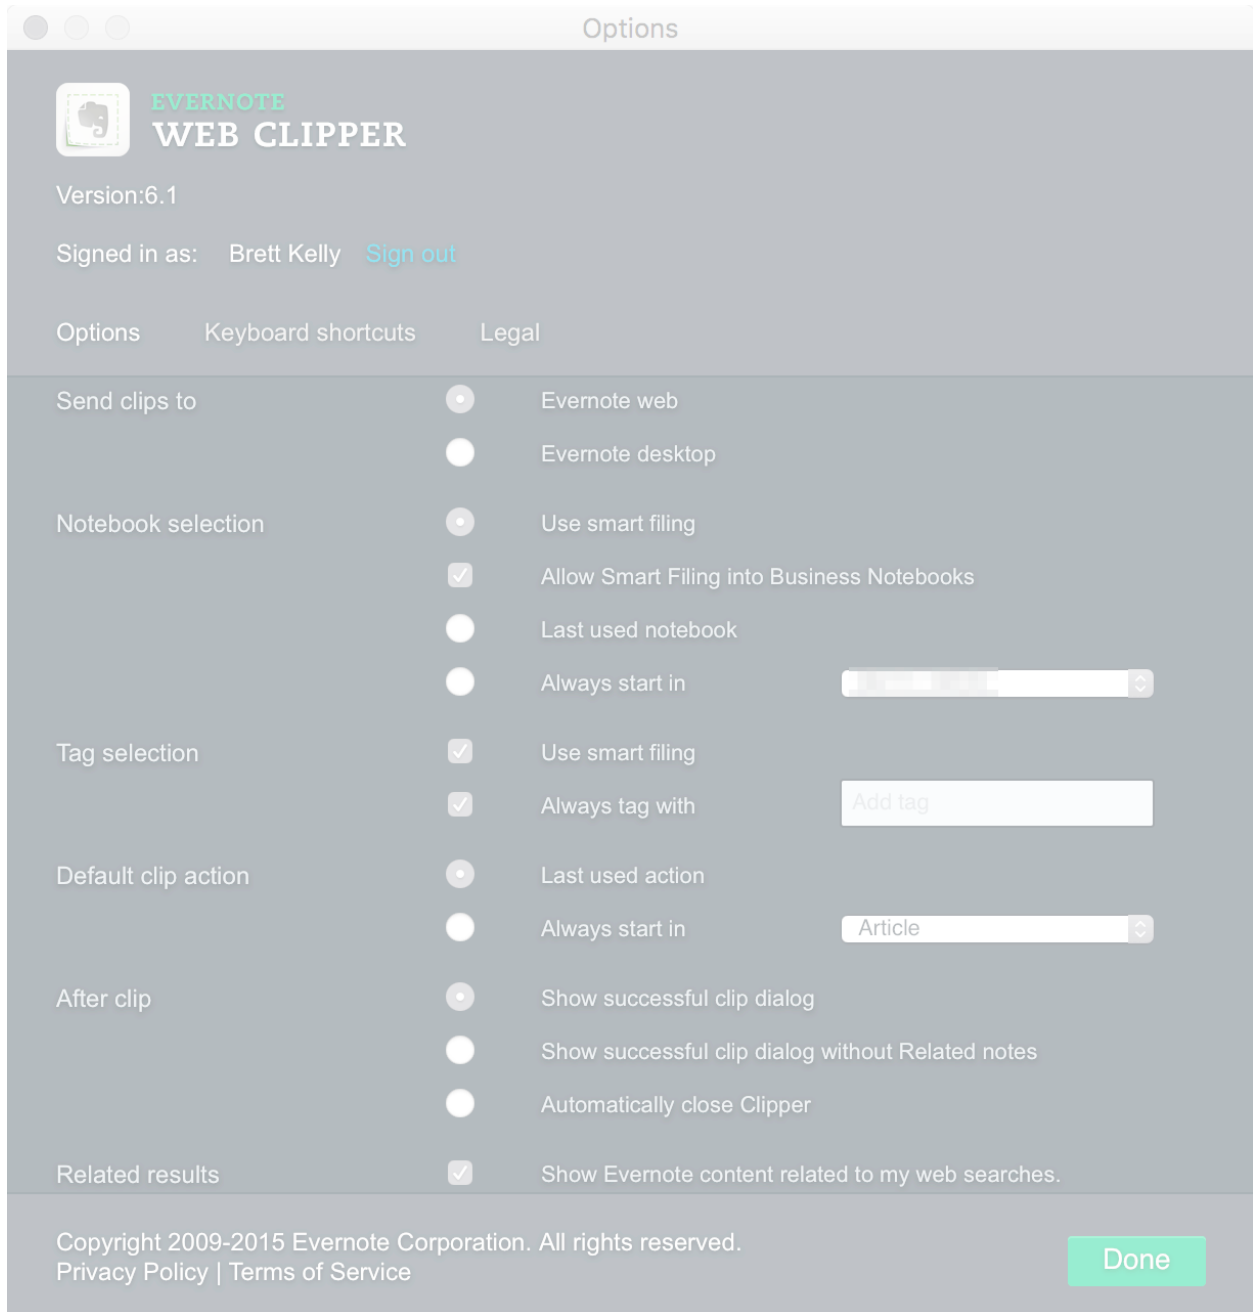 Options
EVERNOTE
WEB CLIPPER
Version:6.1
Signed in as: Brett Kelly Sign out
Options Keyboard shortcuts Legal
Send clips to Evernote web
Evernote desktop
Notebook selection Use smart filing
Allow Smart Filing into Business Notebooks
Last used notebook
Always start in
Tag selection Use smart filing
Always tag with Add tag
Default clip action Last used action
Always start in Article
After clip Show successful clip dialog
Show successful clip dialog without Related notes
Automatically close Clipper
Related results Show Evernote content related to my web searches.
Copyright 2009-2015 Evernote Corporation. All rights reserved.
Privacy Policy | Terms of Service
Done